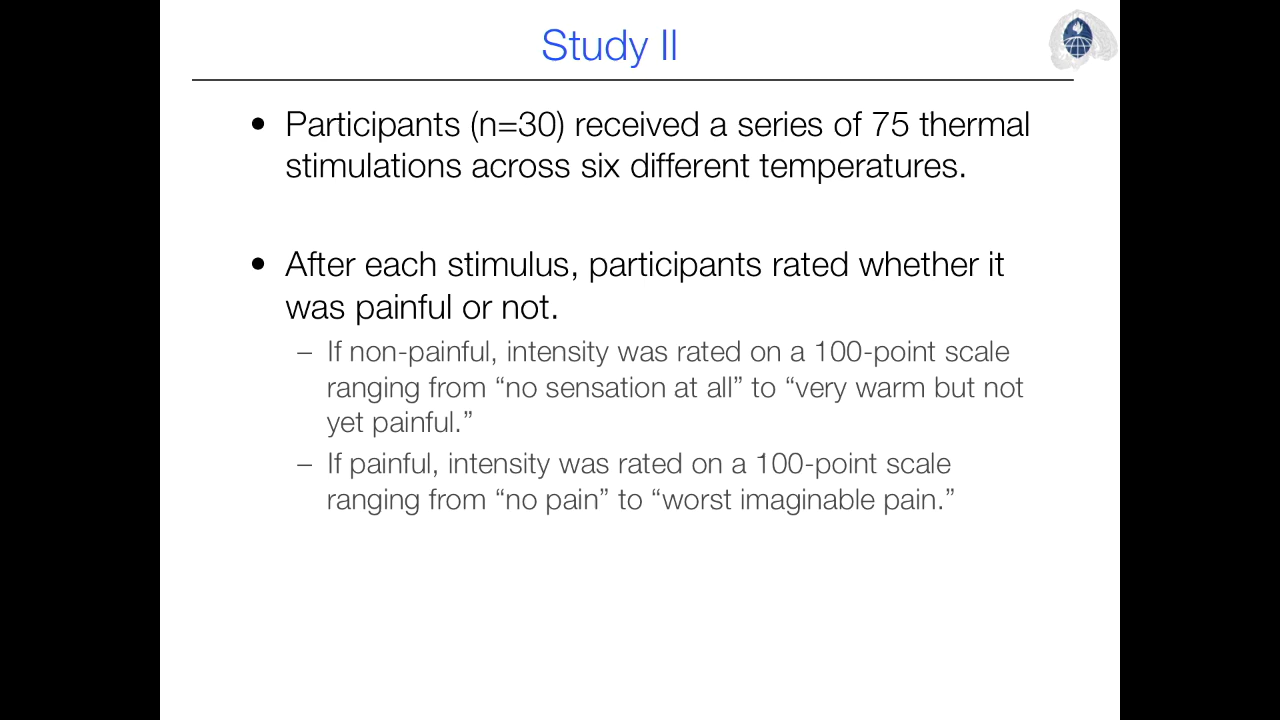 Study II
• Participants (n=30) received a series of 75 thermal
stimulations across six different temperatures.
• After each stimulus, participants rated whether it
was painful or not.
– If non-painful, intensity was rated on a 100-point scale
ranging from “no sensation at all” to “very warm but not
yet painful.”
– If painful, intensity was rated on a 100-point scale
ranging from “no pain” to “worst imaginable pain.”